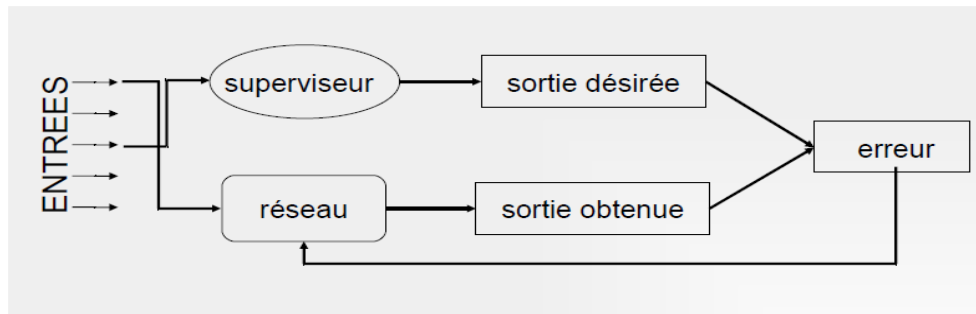 ENTREES
superviseur
sortie désirée
erreur
réseau
sortie obtenue